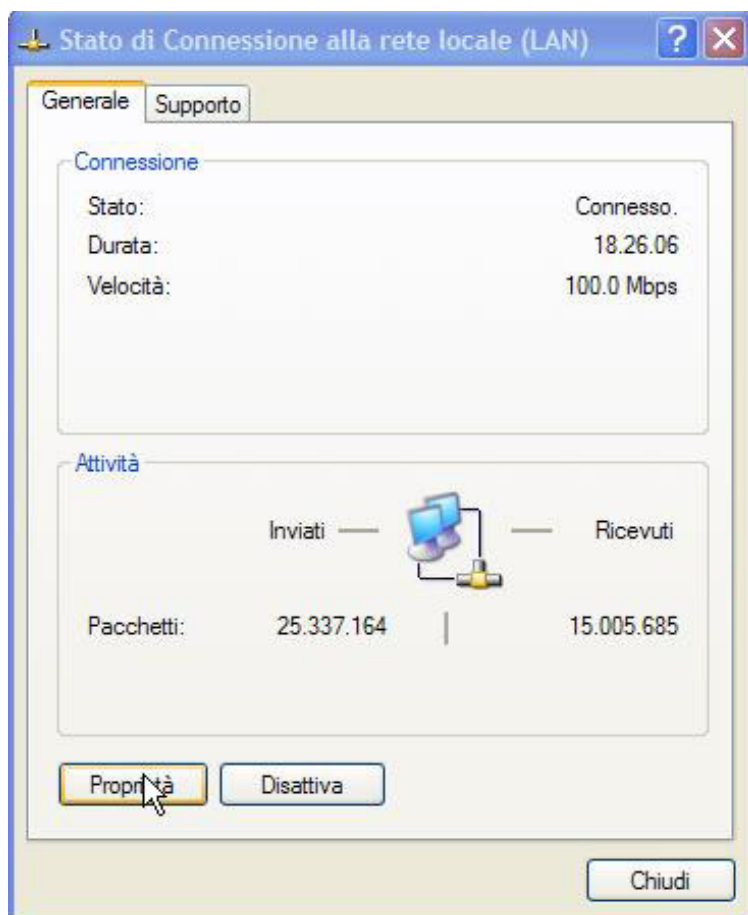 Stato di Connessione alla rete locale (LAN) ?
Generale Supporto
Connessione
Stato: Connesso.
Durata: 18.26.06
Velocità: 100.0 Mbps
Attività
Inviati Ricevuti
Pacchetti: 25.337.164 15.005.685
Proprietà Disattiva
Chiudi